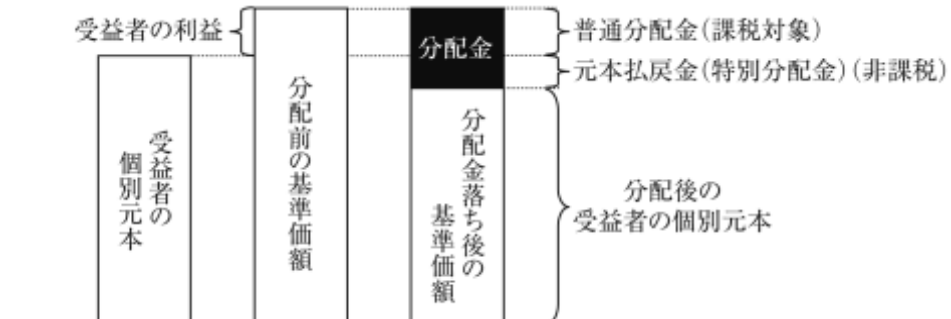 受益者の利益
分配金
普通分配金(課税対象)
元本払戻金(特別分配金)(非課税)
受益者の
個別元本
分配前の基準価額
分配金落ち後の
基準価額
分配後の
受益者の個別元本